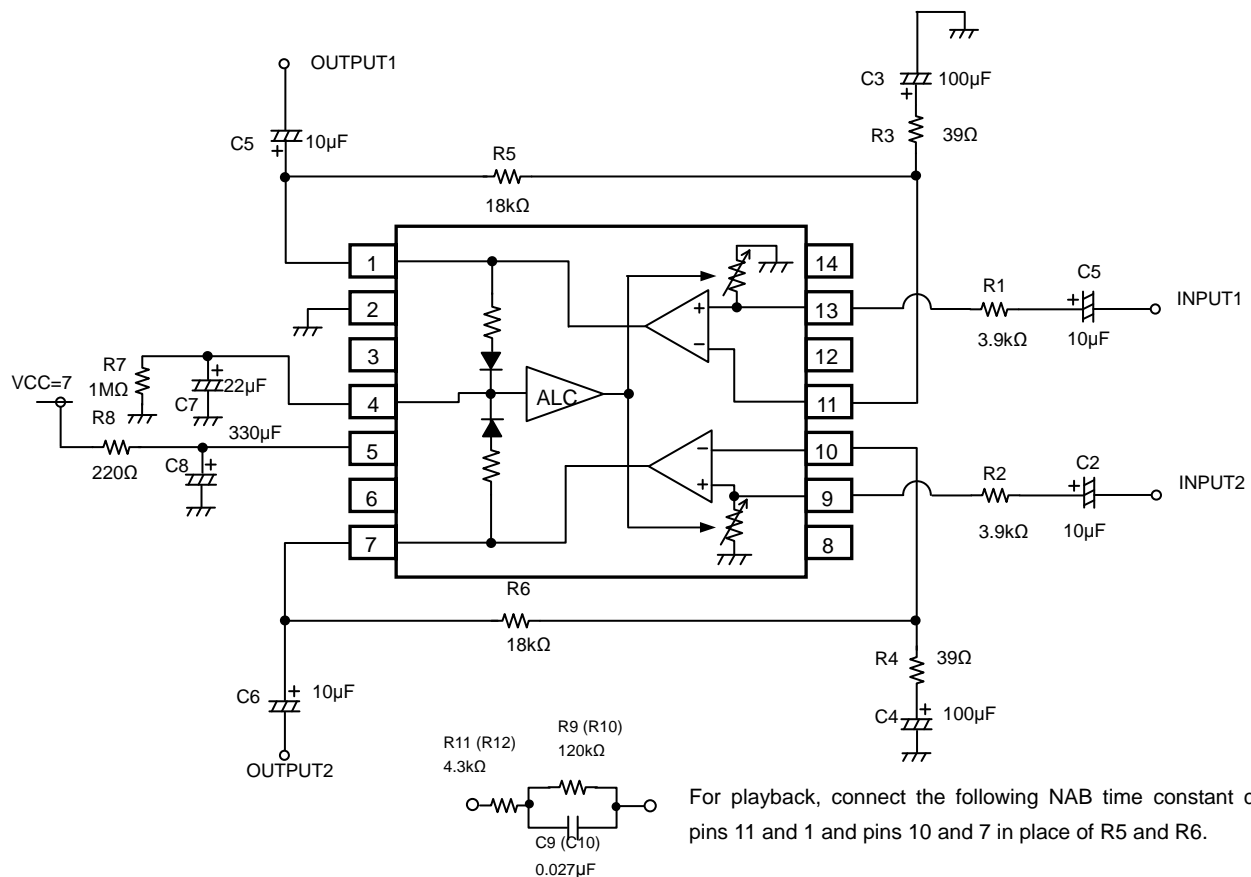 OUTPUT1
C5
10µF
C3
100µF
R3
39Ω
R5
18kΩ
1
2
3
4
5
6
7
14
13
12
11
10
9
8
ALC
R1
3.9kΩ
C5
10µF
INPUT1
R2
3.9kΩ
C2
10µF
INPUT2
VCC=7
R7
1MΩ
C7
22µF
R8
220Ω
C8
330µF
R6
18kΩ
R4
39Ω
C4
100µF
C6
10µF
OUTPUT2
R11 (R12)
4.3kΩ
R9 (R10)
120kΩ
C9 (C10)
0.027µF
For playback, connect the following NAB time constant
pins 11 and 1 and pins 10 and 7 in place of R5 and R6.